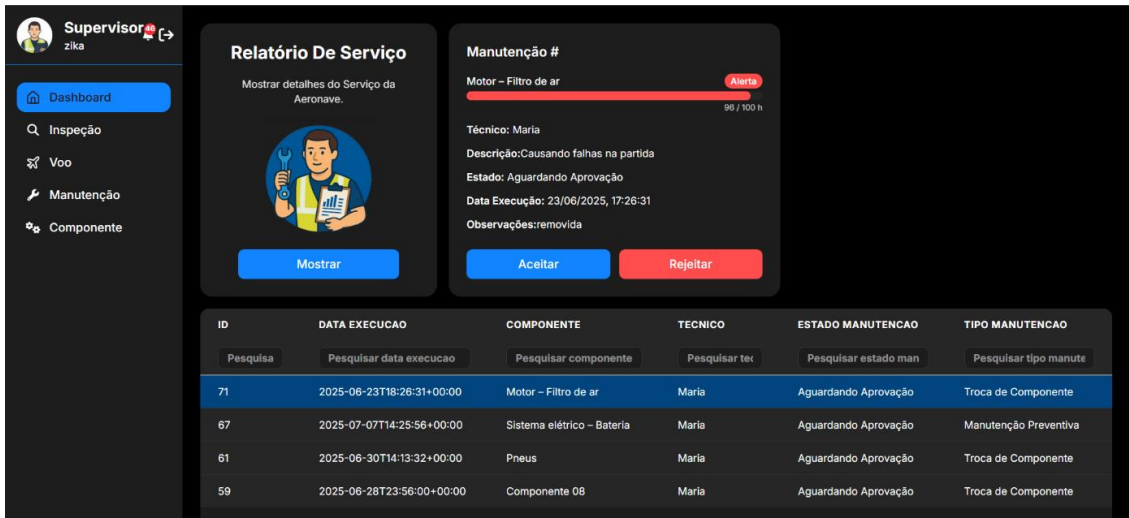 Supervisor
46
zika
Dashboard
Inspeção
Voo
Manutenção
Componente
Relatório De Serviço
Mostrar detalhes do Serviço da
Aeronave.
Mostrar
Manutenção #
Motor – Filtro de ar
Alerta
96 / 100 h
Técnico: Maria
Descrição:Causando falhas na partida
Estado: Aguardando Aprovação
Data Execução: 23/06/2025, 17:26:31
Observações:removida
Aceitar Rejeitar
ID DATA EXECUCAO COMPONENTE TECNICO ESTADO MANUTENCAO TIPO MANUTENCAO
Pesquisa Pesquisar data execucao Pesquisar componente Pesquisar tec Pesquisar estado man Pesquisar tipo manute
71 2025-06-23T18:26:31+00:00 Motor – Filtro de ar Maria Aguardando Aprovação Troca de Componente
67 2025-07-07T14:25:56+00:00 Sistema elétrico – Bateria Maria Aguardando Aprovação Manutenção Preventiva
61 2025-06-30T14:13:32+00:00 Pneus Maria Aguardando Aprovação Troca de Componente
59 2025-06-28T23:56:00+00:00 Componente 08 Maria Aguardando Aprovação Troca de Componente